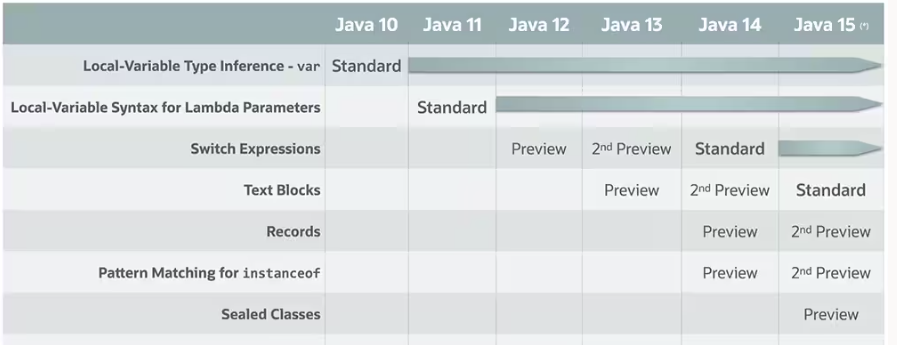 Java 10 Java 11 Java 12 Java 13 Java 14 Java 15 (*)
Local-Variable Type Inference - var Standard
Local-Variable Syntax for Lambda Parameters Standard
Switch Expressions Preview 2nd Preview Standard
Text Blocks Preview 2nd Preview Standard
Records Preview 2nd Preview
Pattern Matching for instanceof Preview 2nd Preview
Sealed Classes Preview